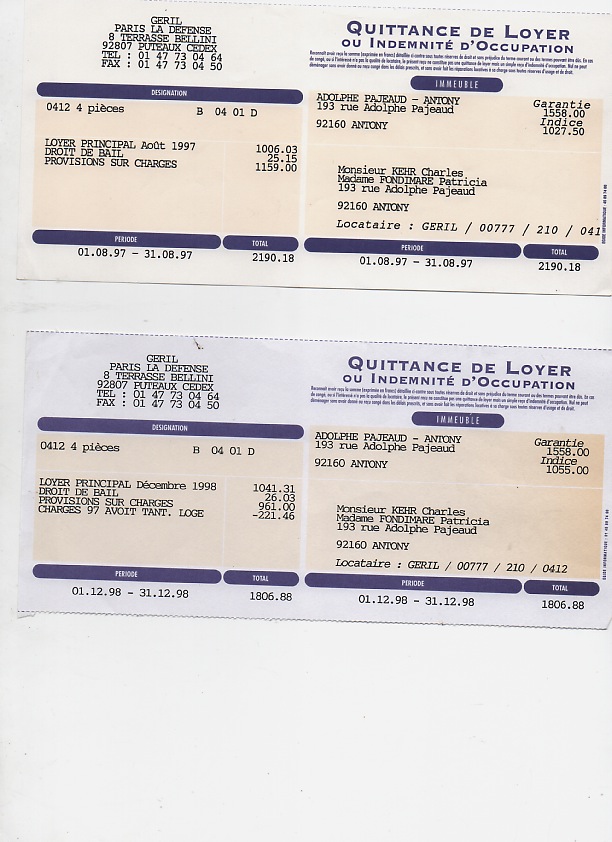 GERIL
PARIS LA DEFENSE
8 TERRASSE BELLINI
92807 PUTEAUX CEDEX
TEL : 01 47 73 04 64
FAX : 01 47 73 04 50
QUITTANCE DE LOYER
OU INDEMNITÉ D'OCCUPATION
DESIGNATION
IMMEUBLE
0412 4 pièces B 04 01 D
LOYER PRINCIPAL Août 1997 1006.03
DROIT DE BAIL 25.15
PROVISIONS SUR CHARGES 1159.00
ADOLPHE PAJEAUD - ANTONY
193 rue Adolphe Pajeaud
92160 ANTONY
Garantie
1558.00
Indice
1027.50
Monsieur KEHR Charles
Madame FONDIMARE Patricia
193 rue Adolphe Pajeaud
92160 ANTONY
Locataire : GERIL / 00777 / 210 / 041
PERIODE TOTAL
01.08.97 - 31.08.97 2190.18
PERIODE TOTAL
01.08.97 - 31.08.97 2190.18
GERIL
PARIS LA DEFENSE
8 TERRASSE BELLINI
92807 PUTEAUX CEDEX
TEL : 01 47 73 04 64
FAX : 01 47 73 04 50
QUITTANCE DE LOYER
OU INDEMNITÉ D'OCCUPATION
DESIGNATION
IMMEUBLE
0412 4 pièces B 04 01 D
LOYER PRINCIPAL Décembre 1998 1041.31
DROIT DE BAIL 26.03
PROVISIONS SUR CHARGES 961.00
CHARGES 97 AVOIT TANT. LOGE -221.46
ADOLPHE PAJEAUD - ANTONY
193 rue Adolphe Pajeaud
92160 ANTONY
Garantie
1558.00
Indice
1055.00
Monsieur KEHR Charles
Madame FONDIMARE Patricia
193 rue Adolphe Pajeaud
92160 ANTONY
Locataire : GERIL / 00777 / 210 / 0412
PERIODE TOTAL
01.12.98 - 31.12.98 1806.88
PERIODE TOTAL
01.12.98 - 31.12.98 1806.88